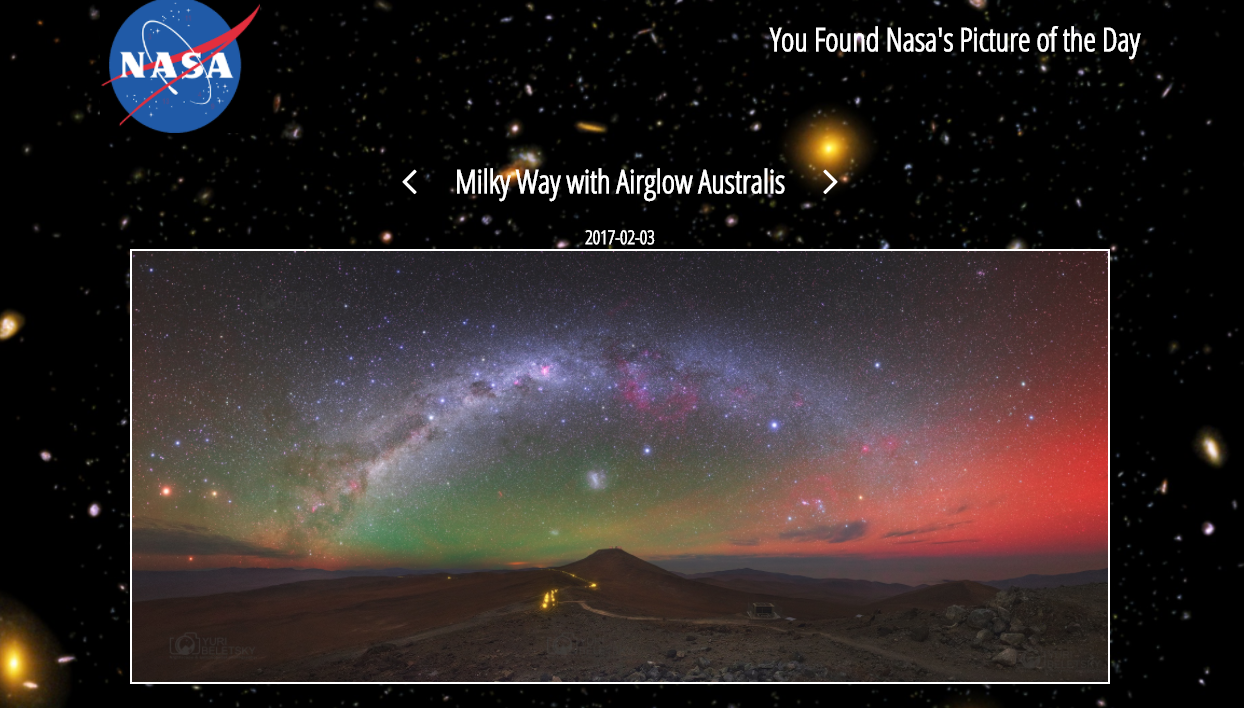 NASA
You Found Nasa's Picture of the Day
Milky Way with Airglow Australis
2017-02-03
YURI
BELETSKY